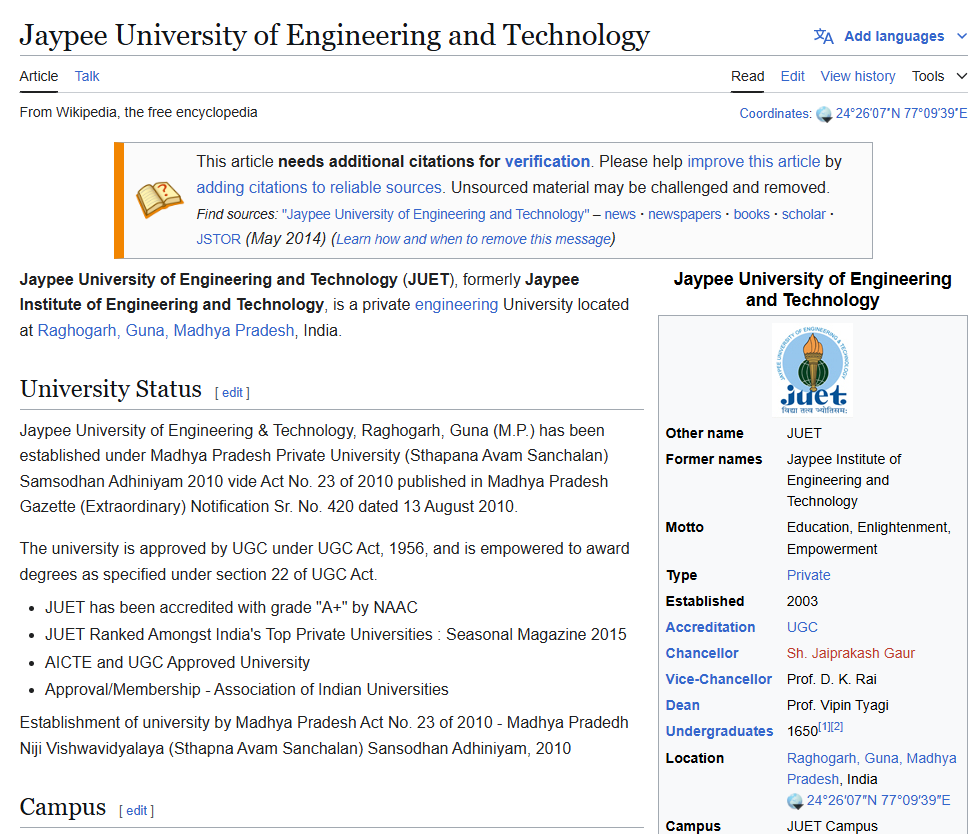 Jaypee University of Engineering and Technology
Add languages
Article Talk
Read Edit View history Tools
From Wikipedia, the free encyclopedia
Coordinates: 24°26′07″N 77°09′39″E
This article needs additional citations for verification. Please help improve this article by
adding citations to reliable sources. Unsourced material may be challenged and removed.
Find sources: "Jaypee University of Engineering and Technology" – news · newspapers · books · scholar ·
JSTOR (May 2014) (Learn how and when to remove this message)
Jaypee University of Engineering and Technology (JUET), formerly Jaypee
Institute of Engineering and Technology, is a private engineering University located
at Raghogarh, Guna, Madhya Pradesh, India.
University Status [ edit ]
Jaypee University of Engineering & Technology, Raghogarh, Guna (M.P.) has been
established under Madhya Pradesh Private University (Sthapana Avam Sanchalan)
Samsodhan Adhiniyam 2010 vide Act No. 23 of 2010 published in Madhya Pradesh
Gazette (Extraordinary) Notification Sr. No. 420 dated 13 August 2010.
The university is approved by UGC under UGC Act, 1956, and is empowered to award
degrees as specified under section 22 of UGC Act.
• JUET has been accredited with grade "A+" by NAAC
• JUET Ranked Amongst India's Top Private Universities : Seasonal Magazine 2015
• AICTE and UGC Approved University
• Approval/Membership - Association of Indian Universities
Establishment of university by Madhya Pradesh Act No. 23 of 2010 - Madhya Pradedh
Niji Vishwavidyalaya (Sthapna Avam Sanchalan) Sansodhan Adhiniyam, 2010
Campus [ edit ]
Jaypee University of Engineering
and Technology
JAYPEE UNIVERSITY OF ENGINEERING & TECHNOLOGY
juet
विद्या तत्व ज्योतिसम:
Other name JUET
Former names Jaypee Institute of
Engineering and
Technology
Motto Education, Enlightenment,
Empowerment
Type Private
Established 2003
Accreditation UGC
Chancellor Sh. Jaiprakash Gaur
Vice-Chancellor Prof. D. K. Rai
Dean Prof. Vipin Tyagi
Undergraduates 1650[1][2]
Location Raghogarh, Guna, Madhya
Pradesh, India
24°26′07″N 77°09′39″E
Campus JUET Campus